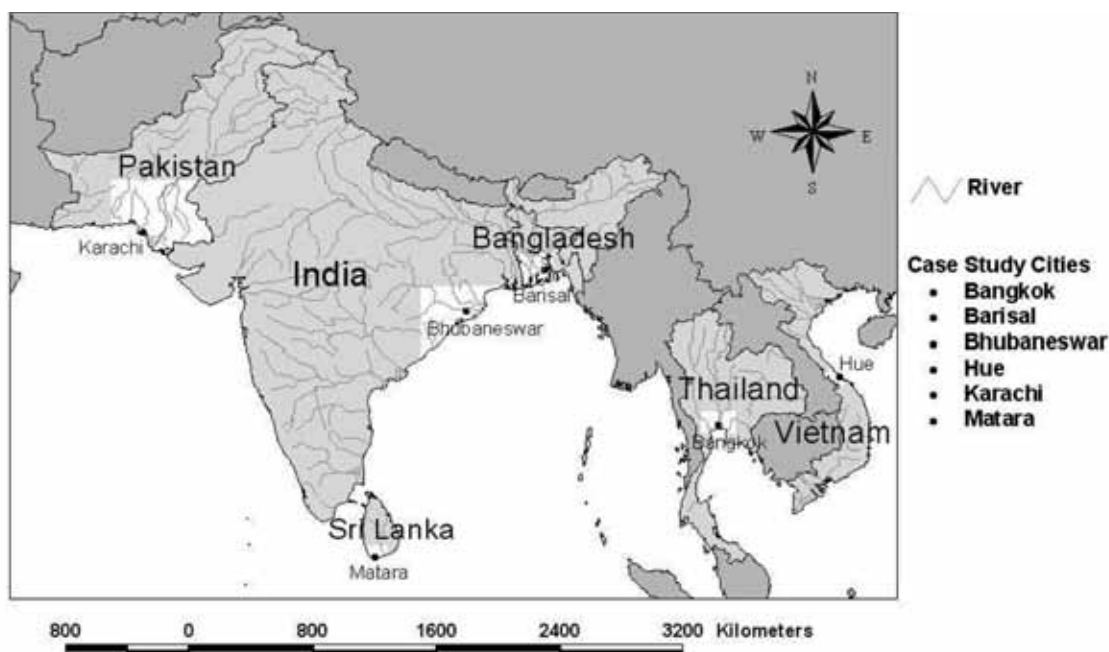 N
W E
S
Pakistan
Karachi
India
Bangladesh
Barisal
Bhubaneswar
Thailand
Bangkok
Hue
Vietnam
Sri Lanka
Matara
River
Case Study Cities
Bangkok
Barisal
Bhubaneswar
Hue
Karachi
Matara
800 0 800 1600 2400 3200 Kilometers